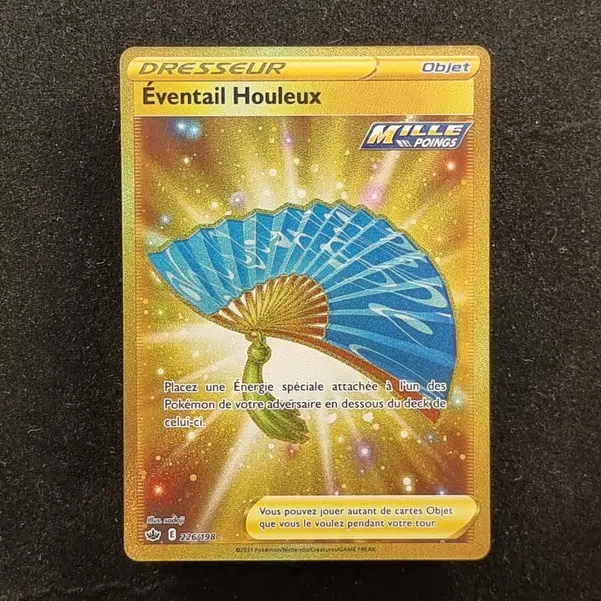 DRESSEUR
Objet
Éventail Houleux
MILLE
POINGS
Placez une Énergie spéciale attachée à l'un des
Pokémon de votre adversaire en dessous du deck de
celui-ci.
Illus. souhuji
Vous pouvez jouer autant de cartes Objet
que vous le voulez pendant votre tour.
E 226/198
©2021 Pokémon/Nintendo/Creatures/GAME FREAK